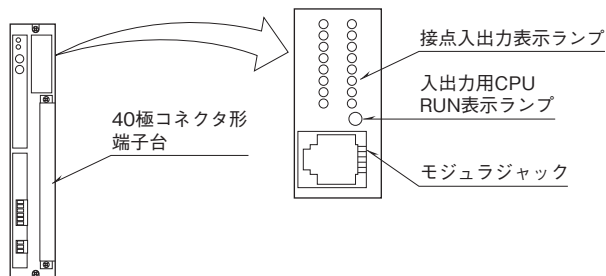 接点入出力表示ランプ
入出力用CPU
RUN表示ランプ
40極コネクタ形
端子台
モジュラジャック